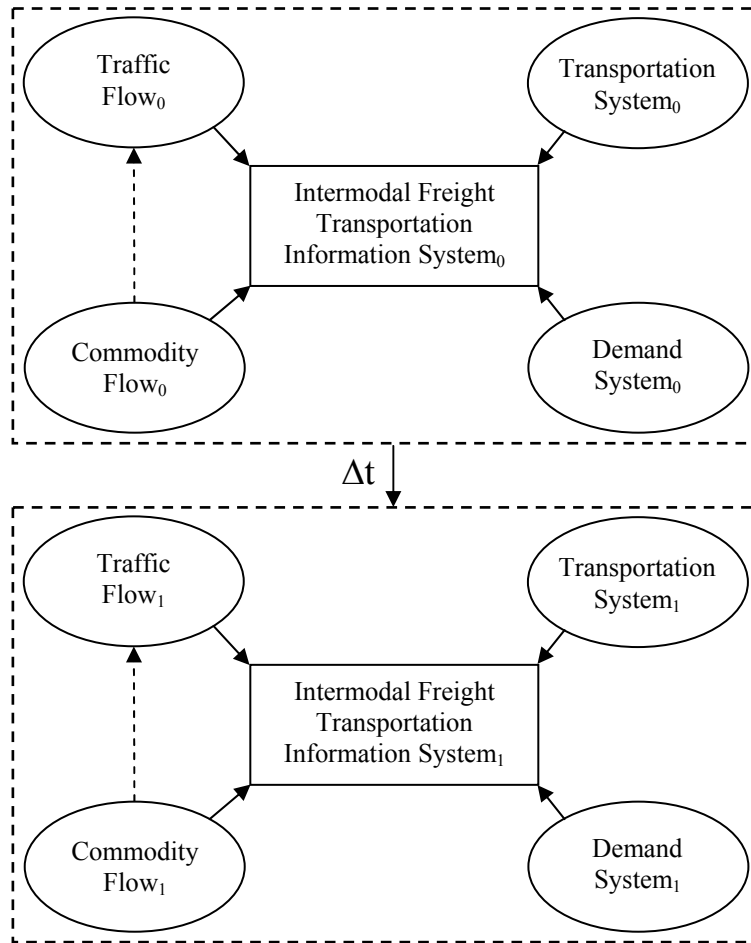 Traffic
Flow₀
Transportation
System₀
Intermodal Freight
Transportation
Information System₀
Commodity
Flow₀
Demand
System₀
Δt
Traffic
Flow₁
Transportation
System₁
Intermodal Freight
Transportation
Information System₁
Commodity
Flow₁
Demand
System₁